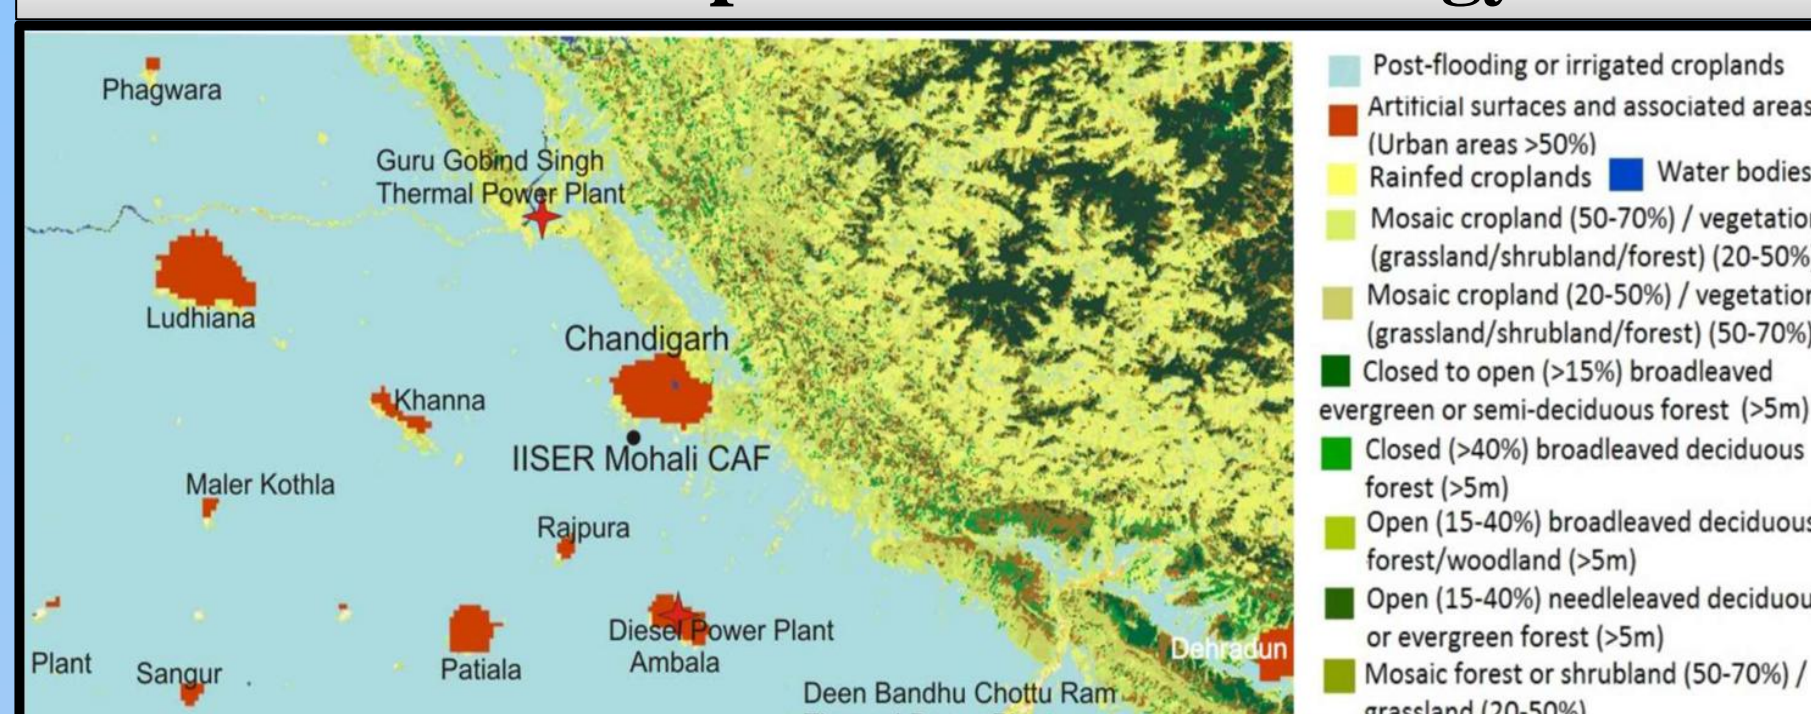 Phagwara
Guru Gobind Singh
Thermal Power Plant
Ludhiana
Chandigarh
Khanna
IISER Mohali CAF
Maler Kothla
Rajpura
Diesel Power Plant
Ambala
Plant
Sangur
Patiala
Dehradun
Deen Bandhu Chottu Ram
Post-flooding or irrigated croplands
Artificial surfaces and associated areas
(Urban areas >50%)
Rainfed croplands Water bodies
Mosaic cropland (50-70%) / vegetation
(grassland/shrubland/forest) (20-50%
Mosaic cropland (20-50%) / vegetation
(grassland/shrubland/forest) (50-70%)
Closed to open (>15%) broadleaved
evergreen or semi-deciduous forest (>5m)
Closed (>40%) broadleaved deciduous
forest (>5m)
Open (15-40%) broadleaved deciduous
forest/woodland (>5m)
Open (15-40%) needleleaved deciduou
or evergreen forest (>5m)
Mosaic forest or shrubland (50-70%) /
grassland (20-50%)